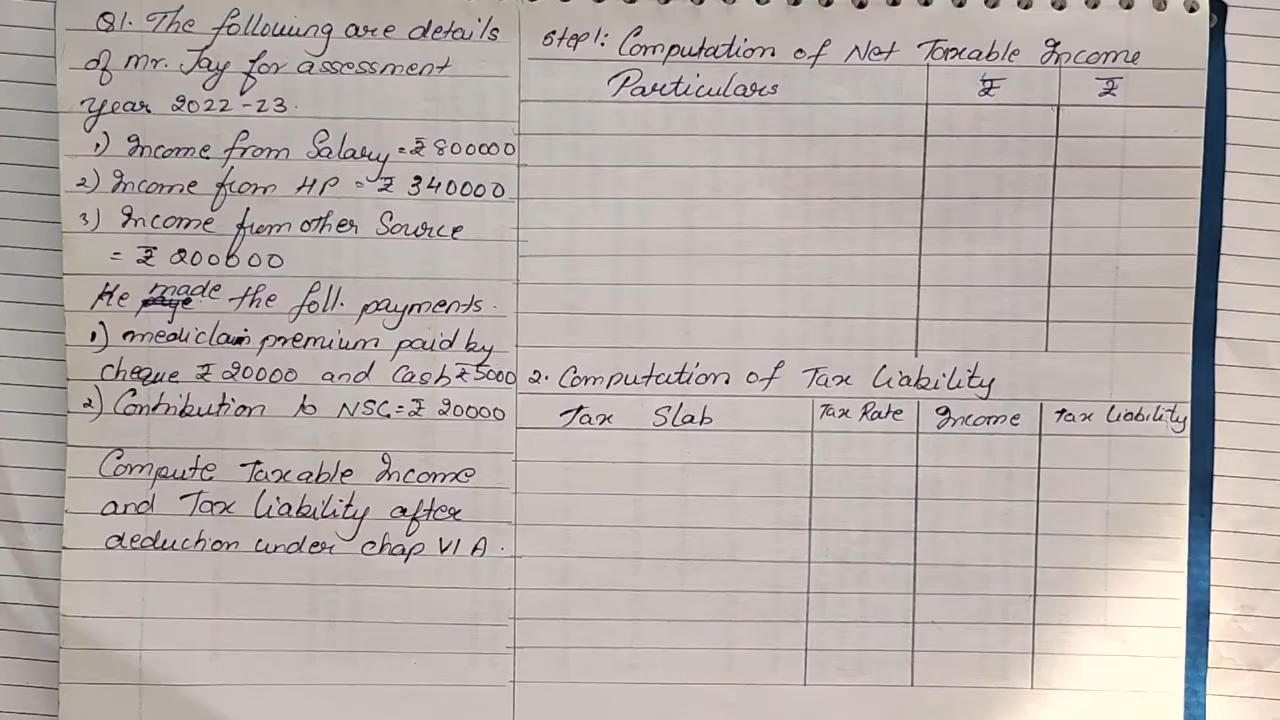 Q1. The following are details
of Mr. Jay for assessment
year 2022-23.
1) Income from Salary = ₹ 800000
2) Income from HP = ₹ 340000
3) Income from other Source
= ₹ 200000
He made the foll. payments.
1) mediclaim premium paid by
cheque ₹ 20000 and Cash ₹ 5000
2) Contribution to NSC = ₹ 20000
Compute Taxable Income
and Tax liability after
deduction under chap VI A.
Step1: Computation of Net Taxable Income
Particulars ₹ ₹
2. Computation of Tax liability
Tax Slab Tax Rate Income Tax liability